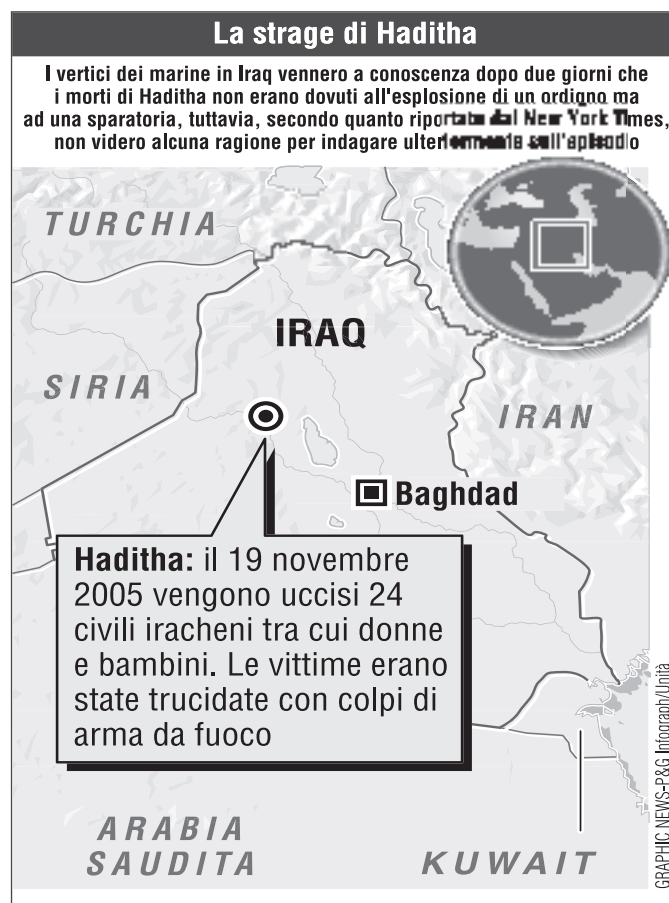 La strage di Haditha
I vertici dei marine in Iraq vennero a conoscenza dopo due giorni che
i morti di Haditha non erano dovuti all'esplosione di un ordigno ma
ad una sparatoria, tuttavia, secondo quanto riportato dal New York Times,
non videro alcuna ragione per indagare ulteriormente sull'episodio
TURCHIA
IRAQ
SIRIA
IRAN
Baghdad
Haditha: il 19 novembre
2005 vengono uccisi 24
civili iracheni tra cui donne
e bambini. Le vittime erano
state trucidate con colpi di
arma da fuoco
ARABIA
SAUDITA
KUWAIT
GRAPHIC NEWS-P&G Infograph/Unità